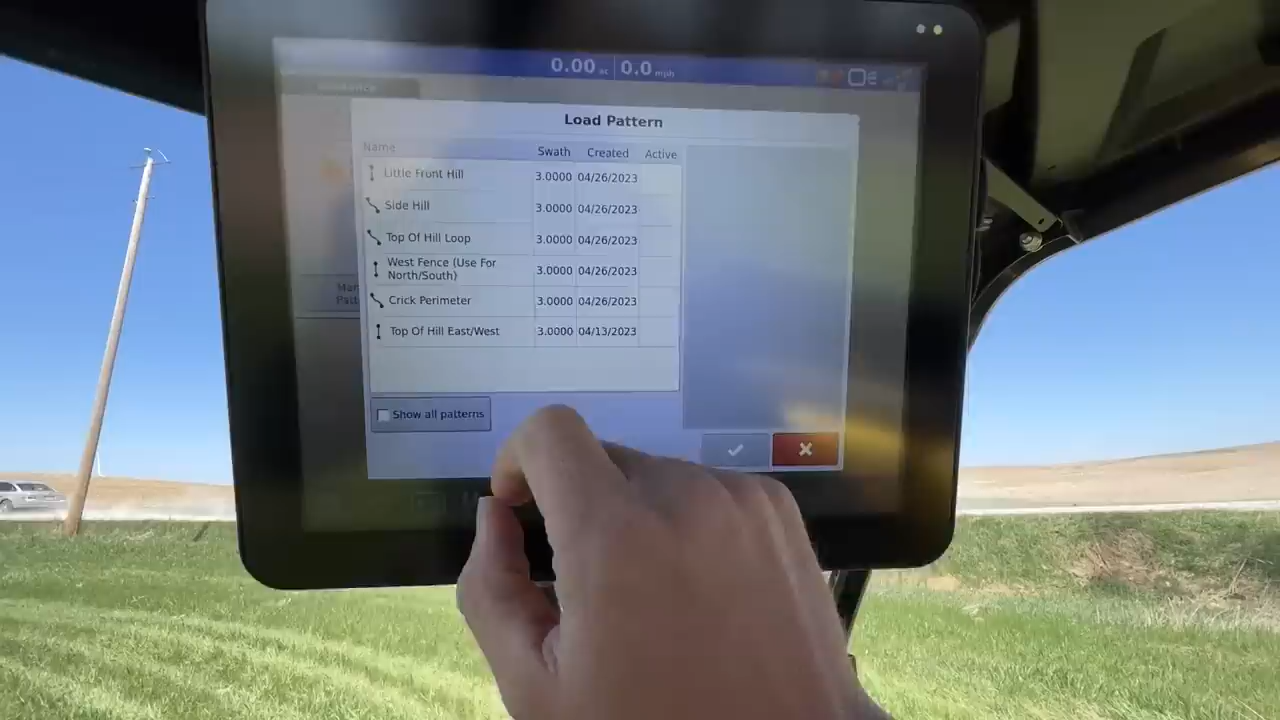 0.00 ac 0.0 mph
Guidance
Load Pattern
Name Swath Created Active
Little Front Hill 3.0000 04/26/2023
Side Hill 3.0000 04/26/2023
Top Of Hill Loop 3.0000 04/26/2023
West Fence (Use For
North/South) 3.0000 04/26/2023
Crick Perimeter 3.0000 04/26/2023
Top Of Hill East/West 3.0000 04/13/2023
Show all patterns